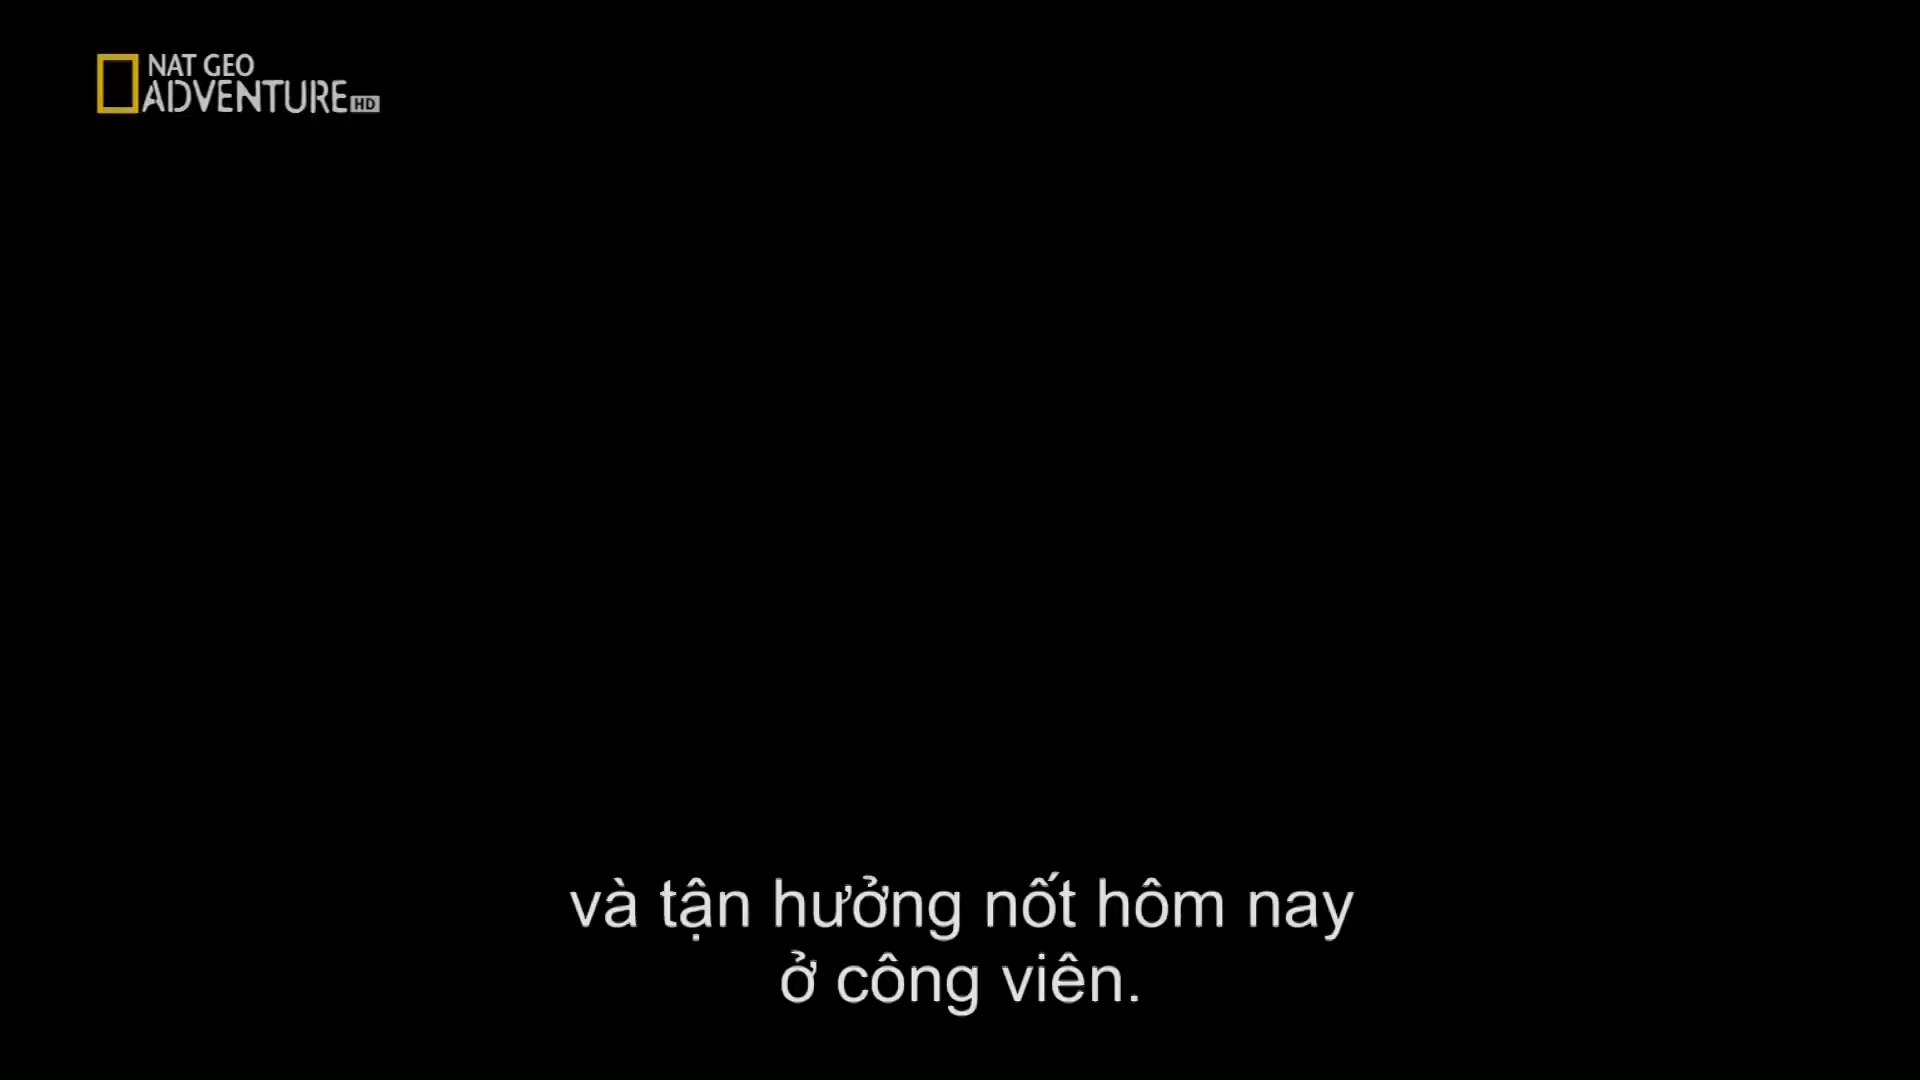 NAT GEO
ADVENTURE HD
và tận hưởng nốt hôm nay
ở công viên.